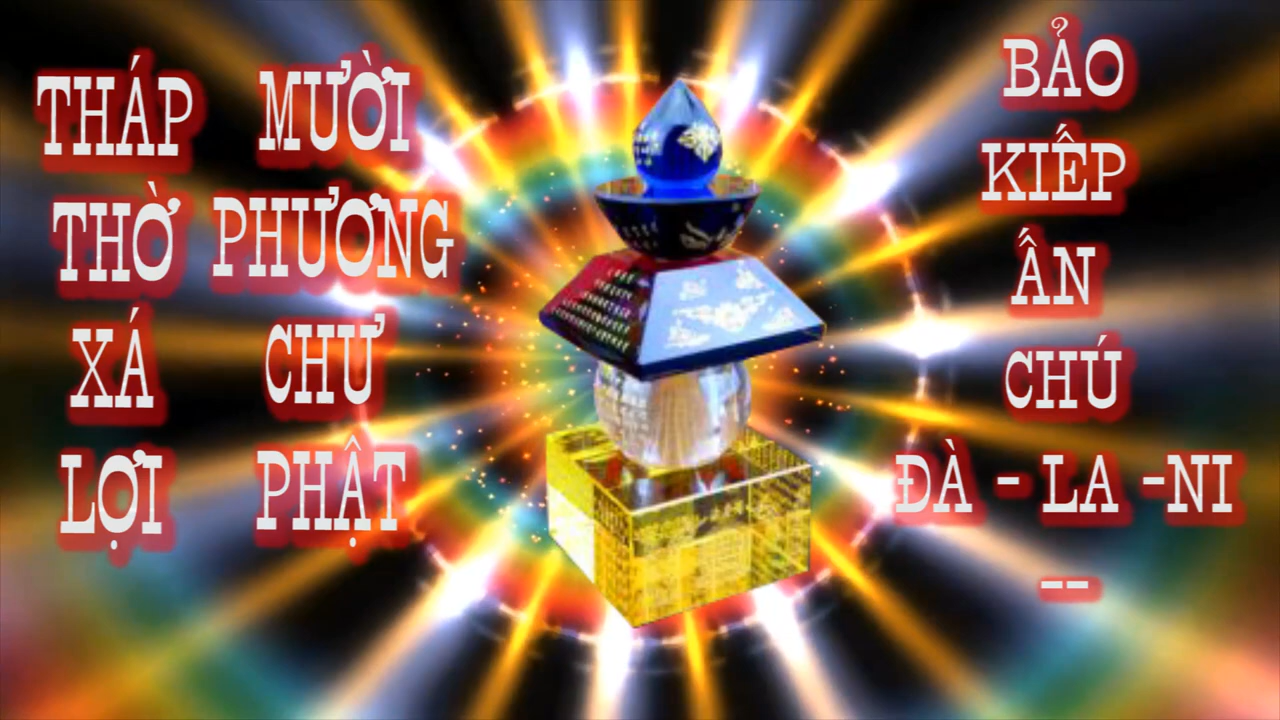 THÁP
THỜ
XÁ
LỢI
MƯỜI
PHƯƠNG
CHƯ
PHẬT
BẢO
KIẾP
ẤN
CHÚ
ĐÀ - LA -NI
--